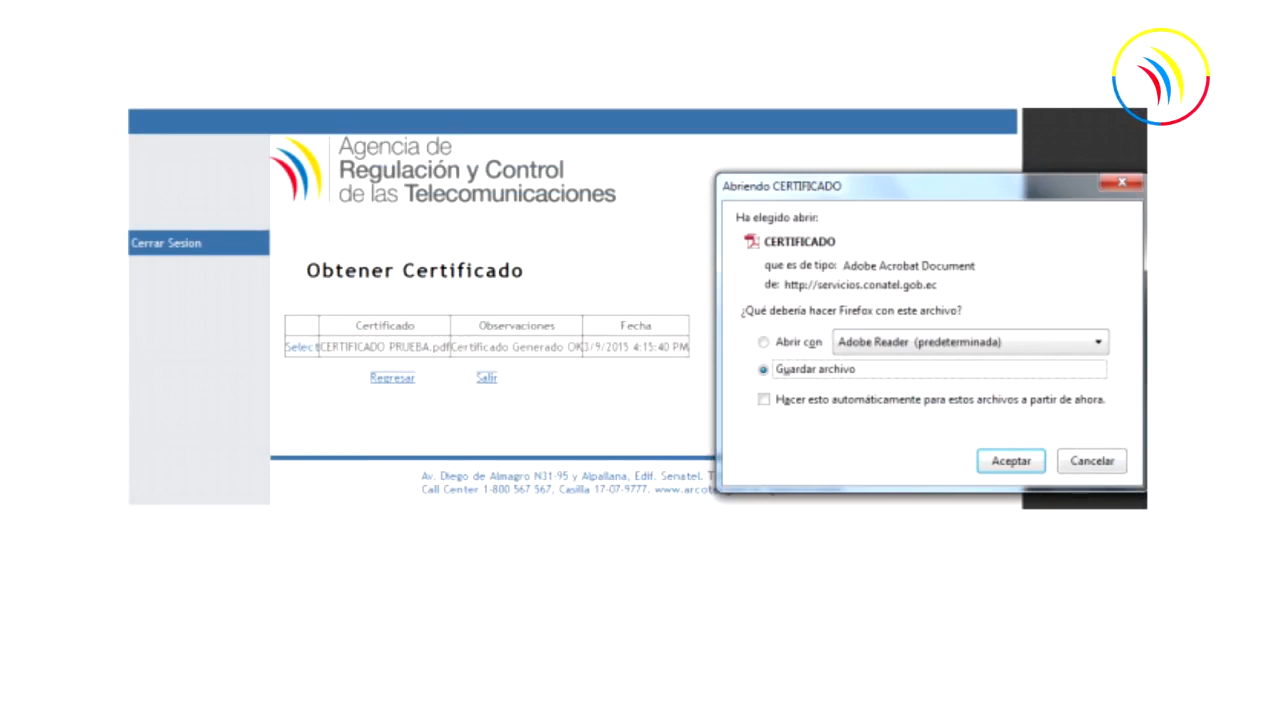 Agencia de
Regulación y Control
de las Telecomunicaciones
Cerrar Sesion
Obtener Certificado
Certificado Observaciones Fecha
Select CERTIFICADO PRUEBA.pdf Certificado Generado OK 3/9/2015 4:15:40 PM
Regresar Salir
Av. Diego de Almagro N31-95 y Alpallana, Edif. Senatel. T
Call Center 1-800 567 567, Casilla 17-07-9777. www.arcot
Abriendo CERTIFICADO
Ha elegido abrir:
CERTIFICADO
que es de tipo: Adobe Acrobat Document
de: http://servicios.conatel.gob.ec
¿Qué debería hacer Firefox con este archivo?
Abrir con Adobe Reader (predeterminada)
Guardar archivo
Hacer esto automáticamente para estos archivos a partir de ahora.
Aceptar Cancelar